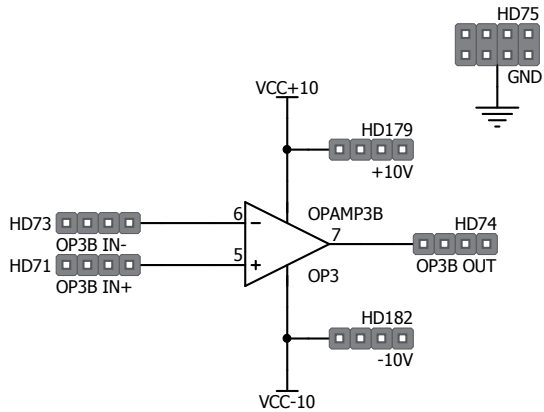 HD75
GND
VCC+10
HD179
+10V
HD73
OP3B IN-
6
−
OPAMP3B
7
HD74
OP3B OUT
HD71
OP3B IN+
5
+
OP3
HD182
-10V
VCC-10